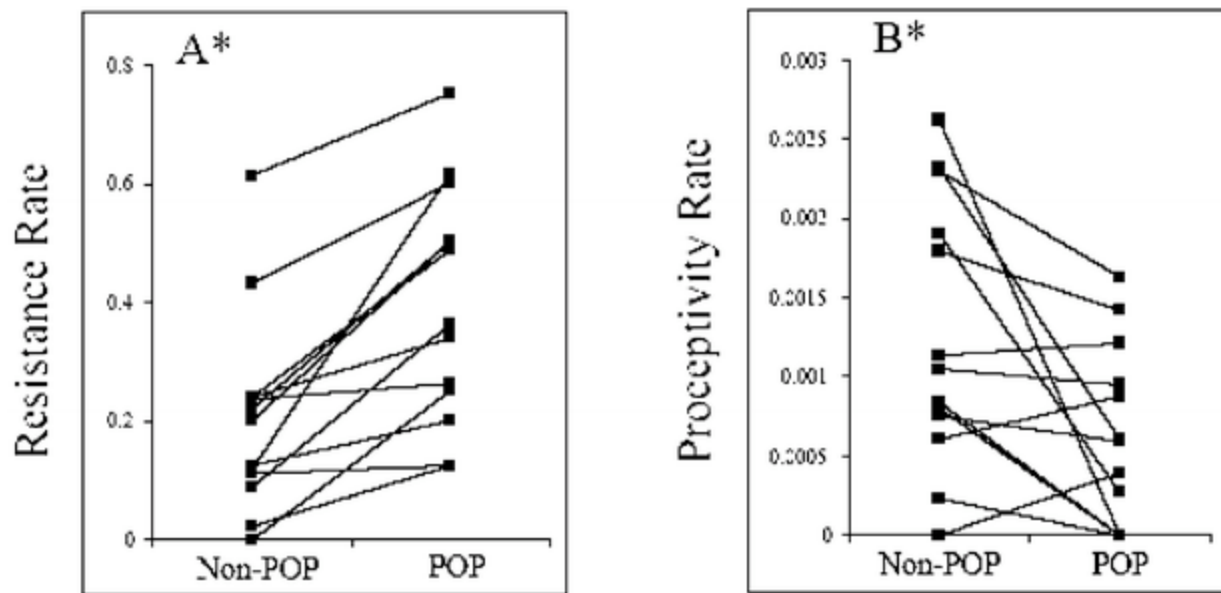 A*
Resistance Rate
0.8
0.6
0.4
0.2
0
Non-POP POP
B*
Proceptivity Rate
0.003
0.0025
0.002
0.0015
0.001
0.0005
0
Non-POP POP